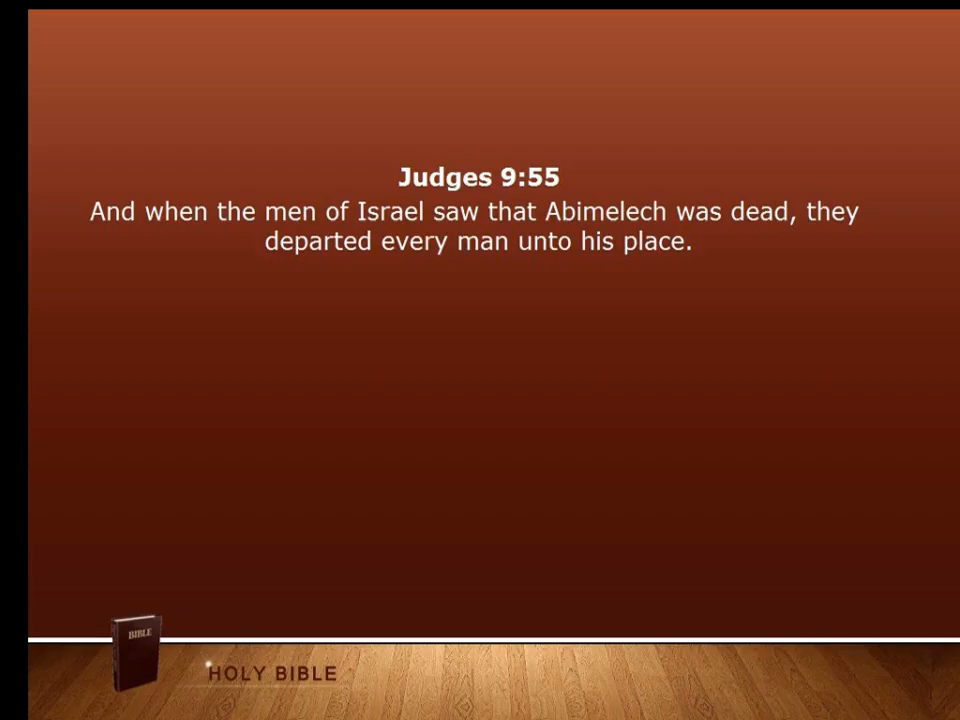 Judges 9:55
And when the men of Israel saw that Abimelech was dead, they
departed every man unto his place.
BIBLE
HOLY BIBLE